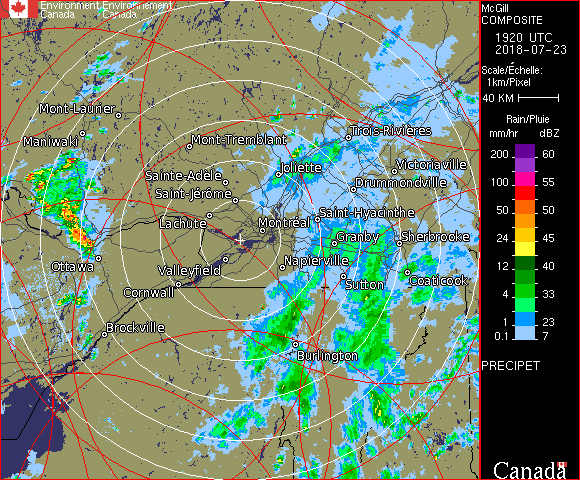 Environment Environnement
Canada Canada
McGill
COMPOSITE
1920 UTC
2018-07-23
Scale/Échelle:
1km/Pixel
40 KM
Rain/Pluie
mm/hr dBZ
200 60
150 55
100 55
50 50
24 45
12 40
4 33
1 23
0.1 7
PRECIPET
Canada
Mont-Laurier
Maniwaki
Mont-Tremblant
Trois-Rivières
Sainte-Adèle
Joliette
Victoriaville
Saint-Jérôme
Drummondville
Lachute
Montréal
Saint-Hyacinthe
Granby
Sherbrooke
Ottawa
Valleyfield
Napierville
Cornwall
Sutton
Coaticook
Brockville
Burlington